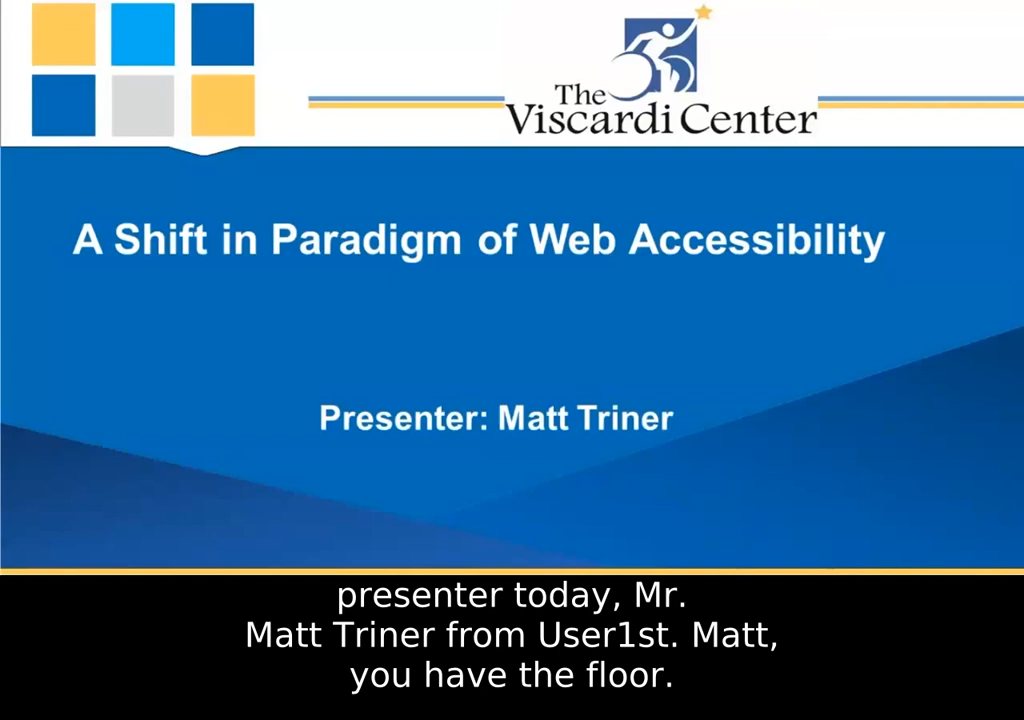 The
Viscardi Center
A Shift in Paradigm of Web Accessibility
Presenter: Matt Triner
presenter today, Mr.
Matt Triner from User1st. Matt,
you have the floor.